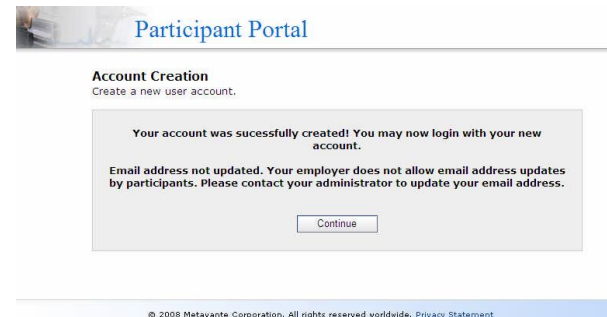 Participant Portal
Account Creation
Create a new user account.
Your account was sucessfully created! You may now login with your new
account.
Email address not updated. Your employer does not allow email address updates
by participants. Please contact your administrator to update your email address.
Continue
© 2008 Metavante Corporation. All rights reserved worldwide. Privacy Statement